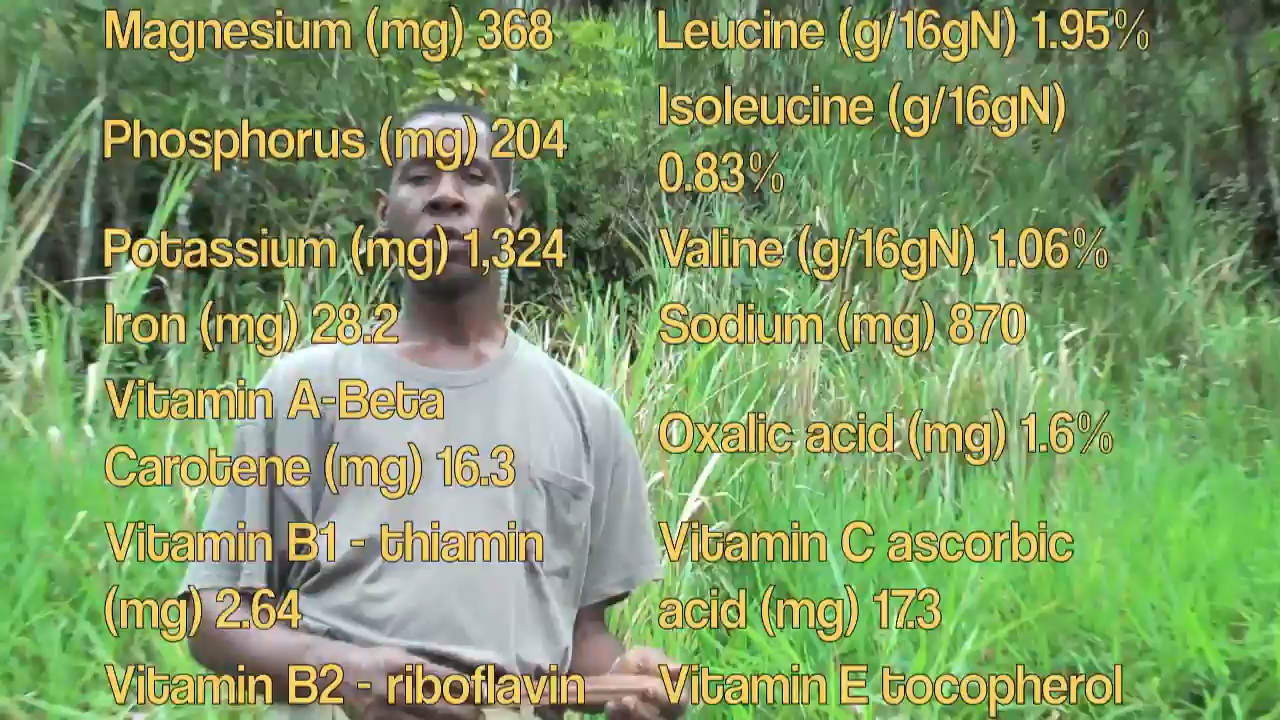 Magnesium (mg) 368
Phosphorus (mg) 204
Potassium (mg) 1,324
Iron (mg) 28.2
Vitamin A-Beta
Carotene (mg) 16.3
Vitamin B1 - thiamin
(mg) 2.64
Vitamin B2 - riboflavin
Leucine (g/16gN) 1.95%
Isoleucine (g/16gN)
0.83%
Valine (g/16gN) 1.06%
Sodium (mg) 870
Oxalic acid (mg) 1.6%
Vitamin C ascorbic
acid (mg) 17.3
Vitamin E tocopherol